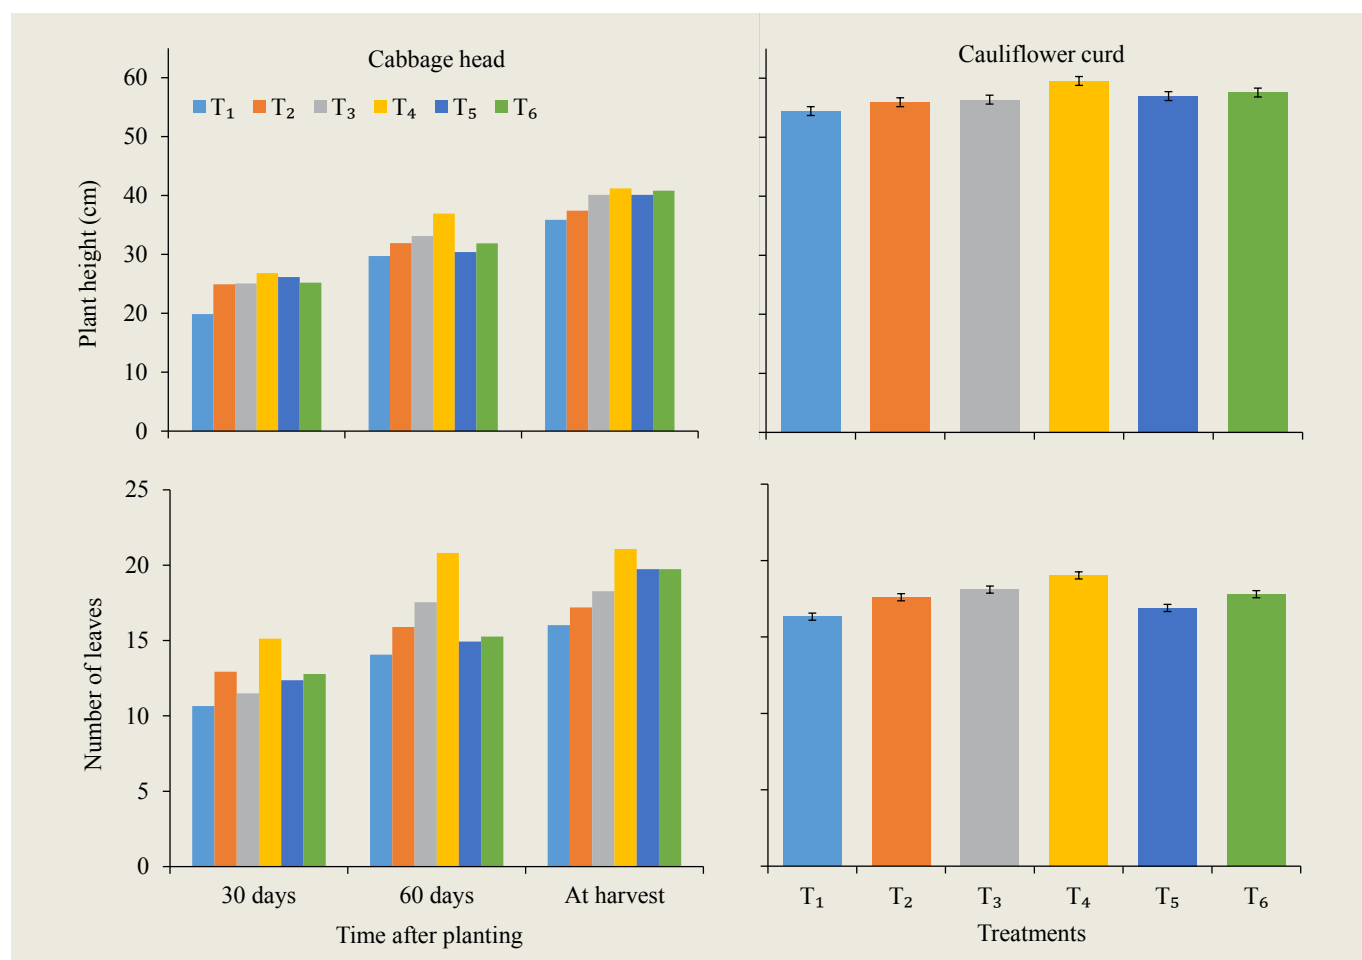 Cabbage head
Cauliflower curd
T₁ T₂ T₃ T₄ T₅ T₆
Plant height (cm)
60
50
40
30
20
10
0
Number of leaves
25
20
15
10
5
0
30 days 60 days At harvest
Time after planting
T₁ T₂ T₃ T₄ T₅ T₆
Treatments